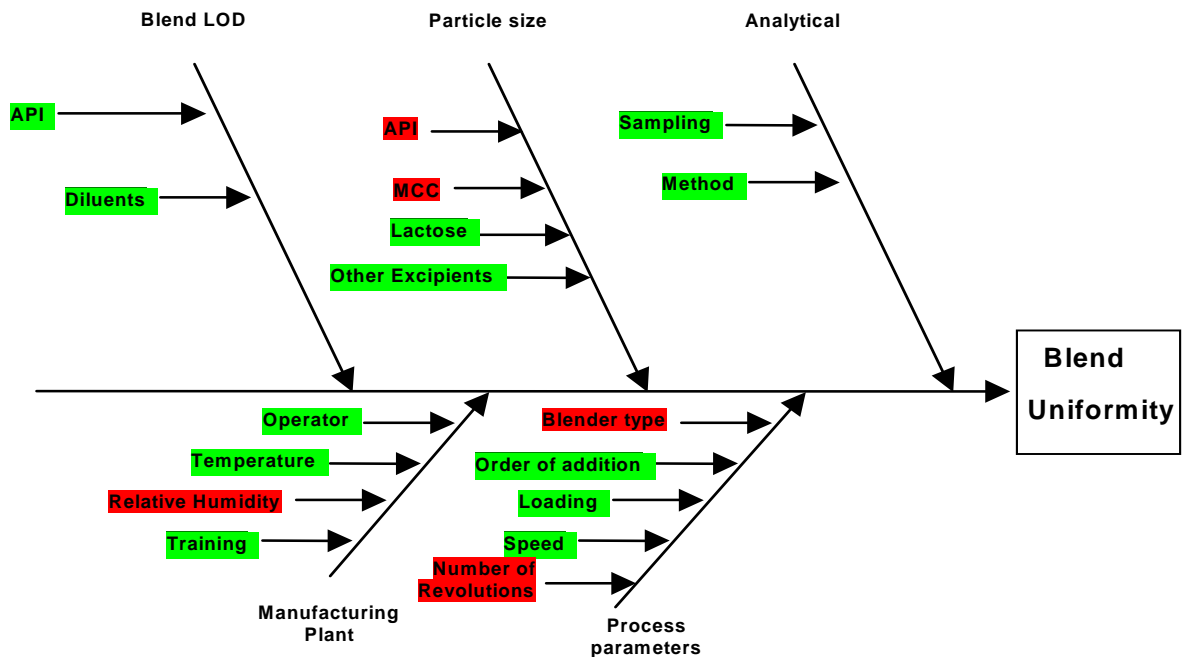 Blend LOD
Particle size
Analytical
API
Diluents
API
MCC
Lactose
Other Excipients
Sampling
Method
Blend
Uniformity
Operator
Temperature
Relative Humidity
Training
Manufacturing
Plant
Blender type
Order of addition
Loading
Speed
Number of
Revolutions
Process
parameters